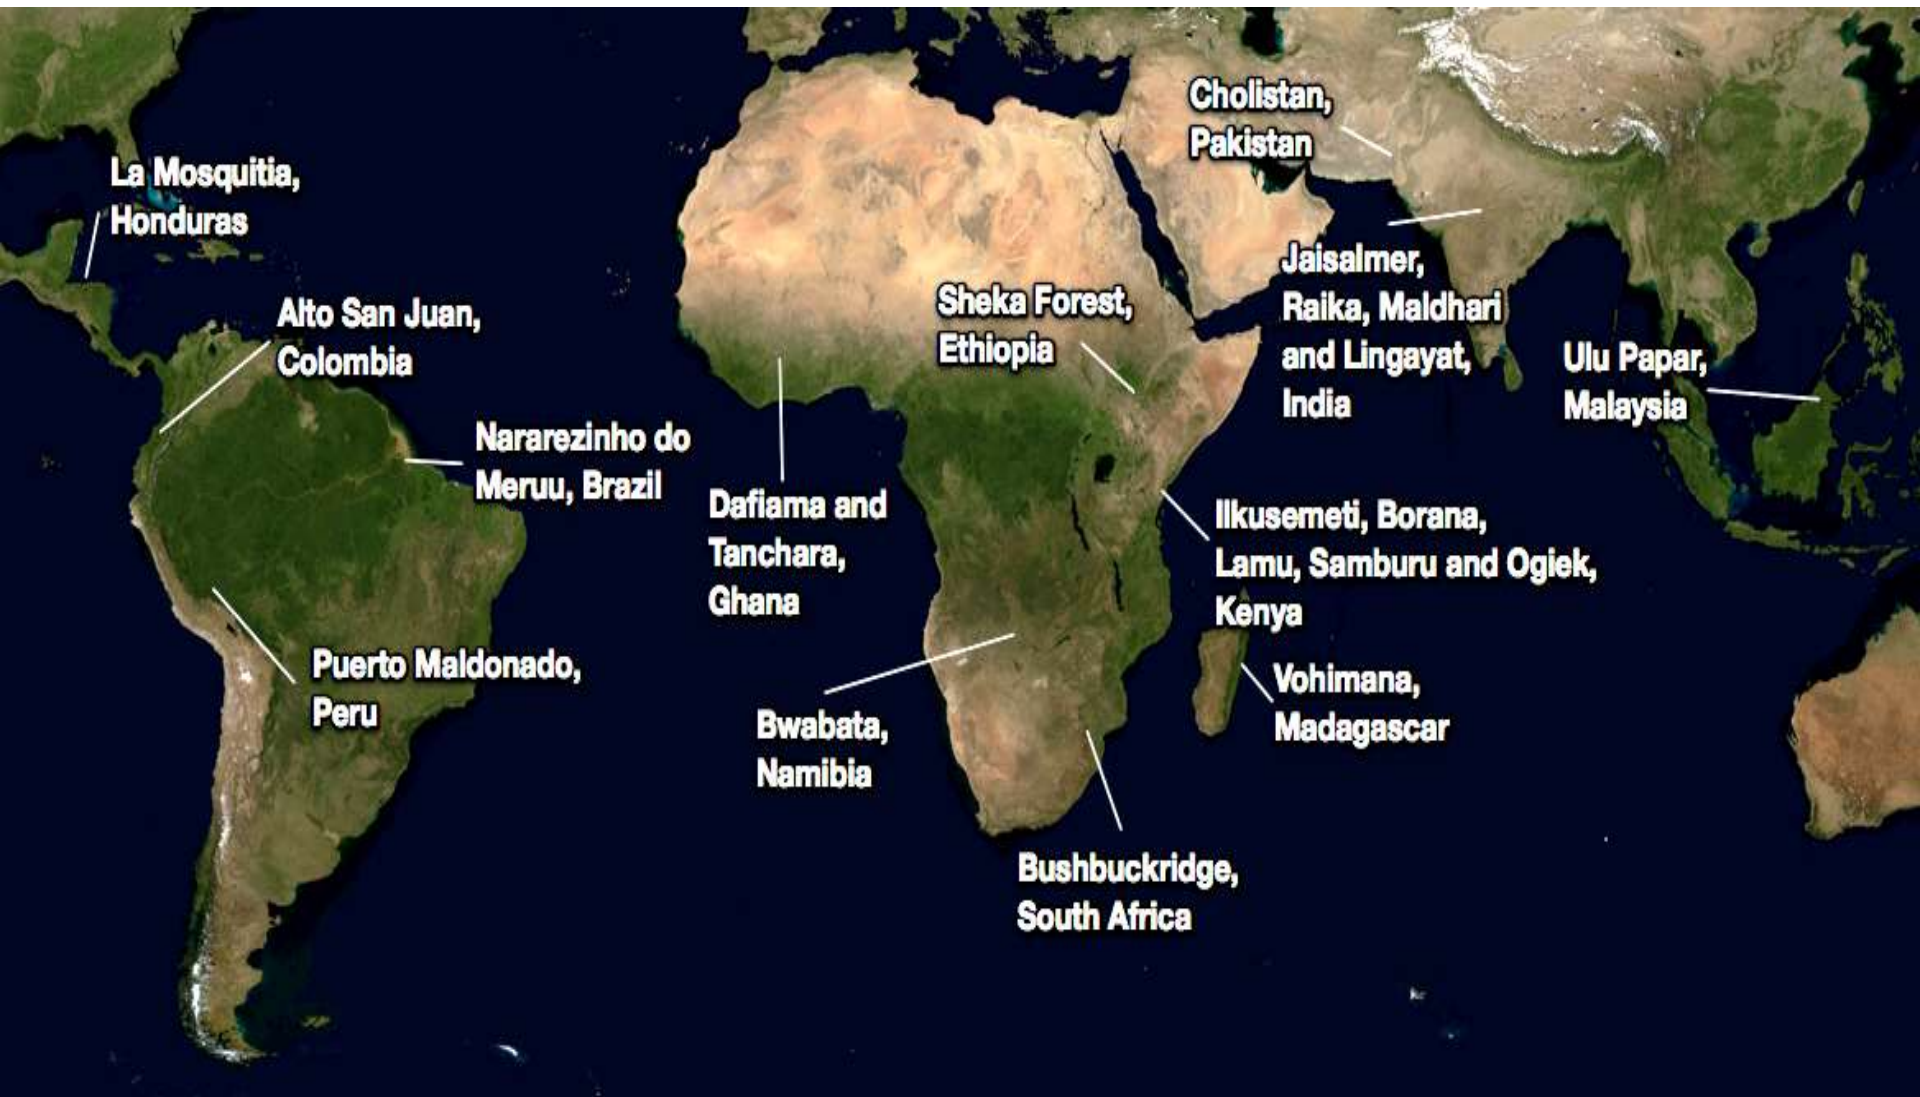 Cholistan,
Pakistan
La Mosquitia,
Honduras
Jaisalmer,
Raika, Maldhari
and Lingayat,
India
Sheka Forest,
Ethiopia
Alto San Juan,
Colombia
Ulu Papar,
Malaysia
Nararezinho do
Meruu, Brazil
Dafiama and
Tanchara,
Ghana
Ilkusemeti, Borana,
Lamu, Samburu and Ogiek,
Kenya
Puerto Maldonado,
Peru
Vohimana,
Madagascar
Bwabata,
Namibia
Bushbuckridge,
South Africa